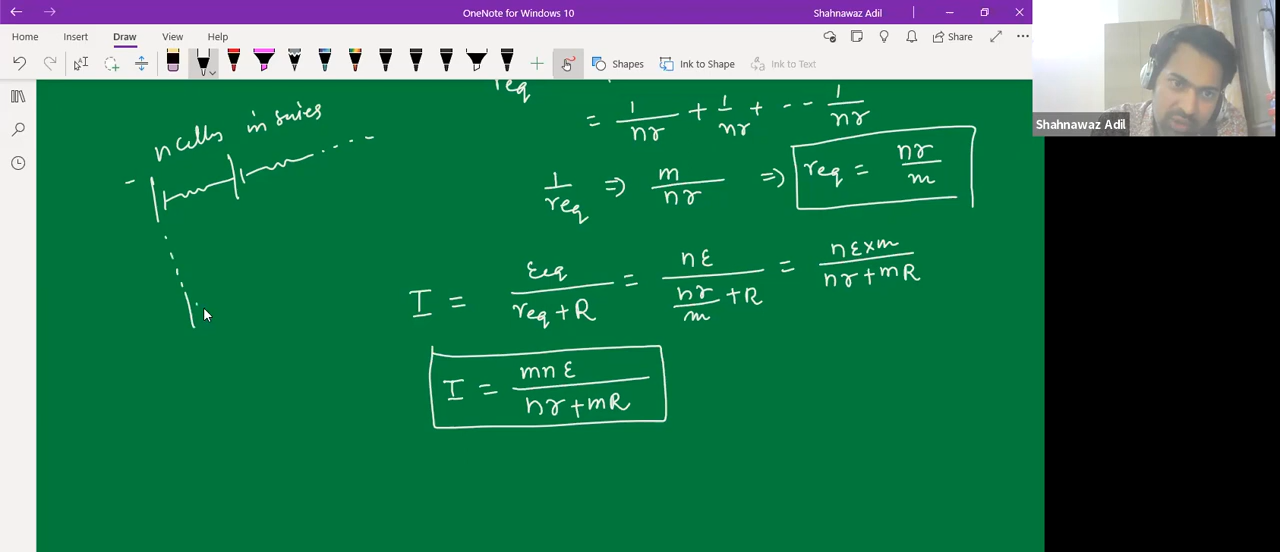 OneNote for Windows 10
Shahnawaz Adil
Home Insert Draw View Help
Share
Shapes Ink to Shape Ink to Text
Shahnawaz Adil
n cells in series
req
= 1/nr + 1/nr + -- 1/nr
1/req => m/nr => req = nr/m
I = εeq/(req + R) = nε/(nr/m + R) = nε×m/(nr + mR)
I = mnε/(nr + mR)